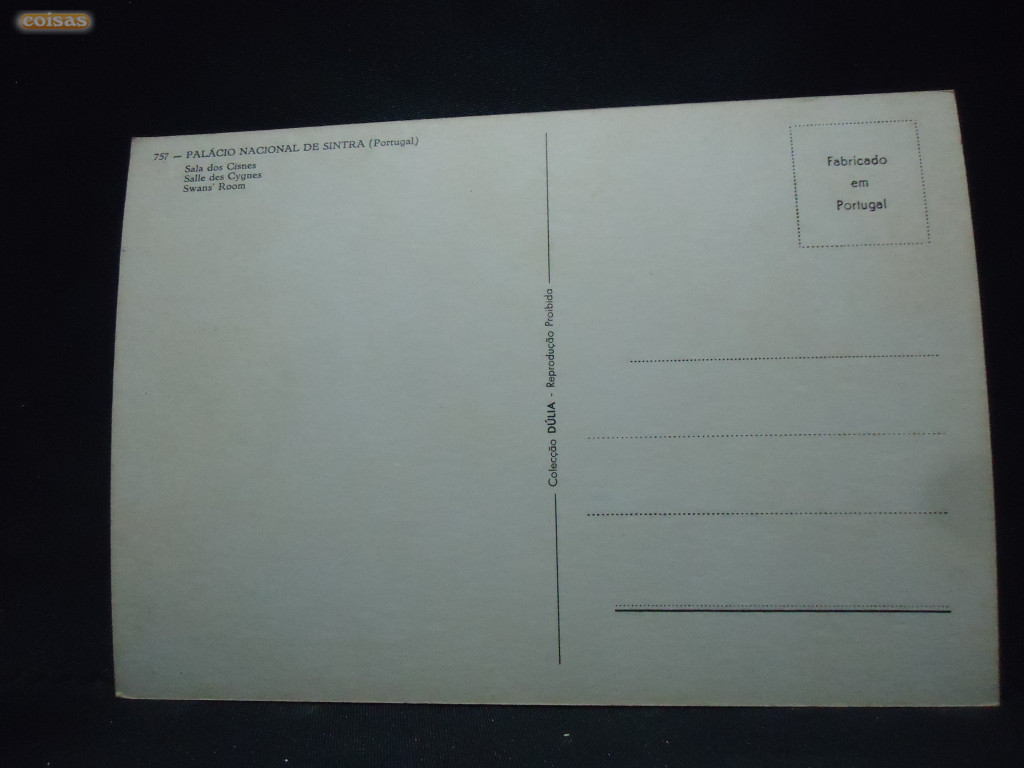 coisas
757 — PALÁCIO NACIONAL DE SINTRA (Portugal)
Sala dos Cisnes
Salle des Cygnes
Swans' Room
Colecção DÚLIA - Reprodução Proibida
Fabricado
em
Portugal